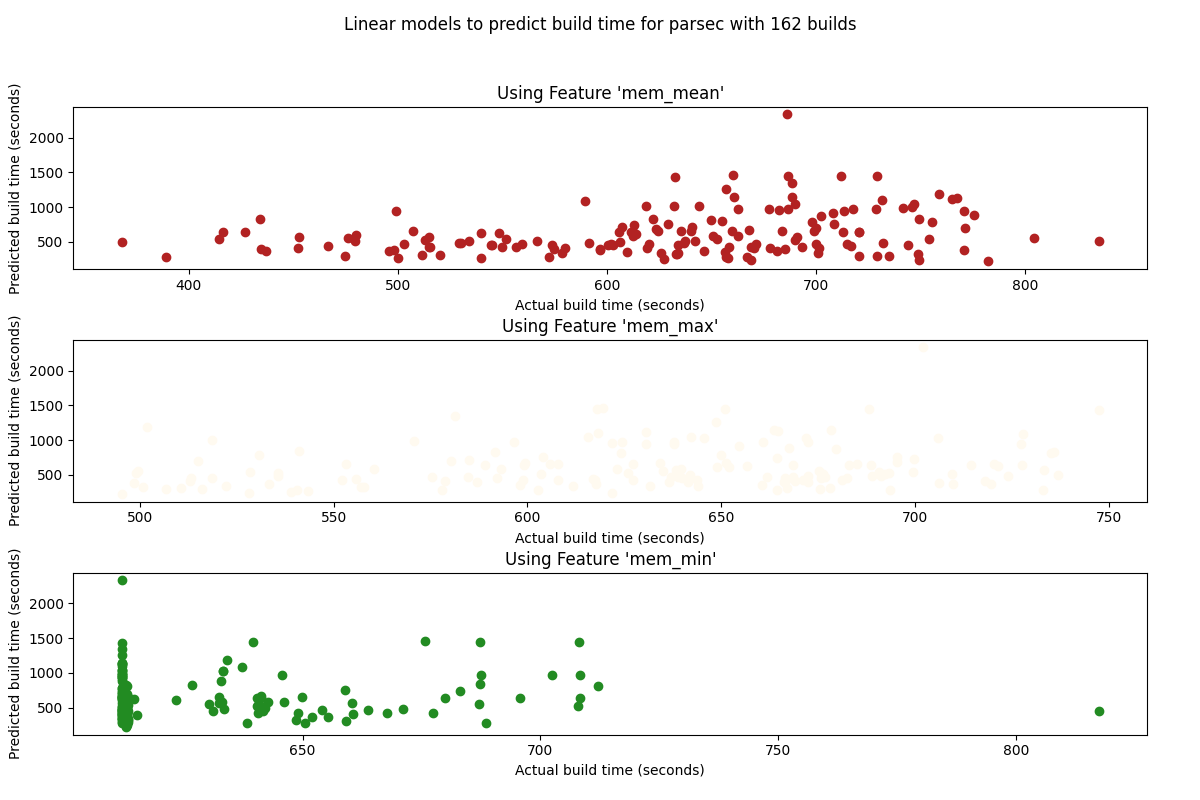 Linear models to predict build time for parsec with 162 builds
Using Feature 'mem_mean'
Predicted build time (seconds)
2000
1500
1000
500
400 500 600 700 800
Actual build time (seconds)
Using Feature 'mem_max'
Predicted build time (seconds)
2000
1500
1000
500
500 550 600 650 700 750
Actual build time (seconds)
Using Feature 'mem_min'
Predicted build time (seconds)
2000
1500
1000
500
650 700 750 800
Actual build time (seconds)